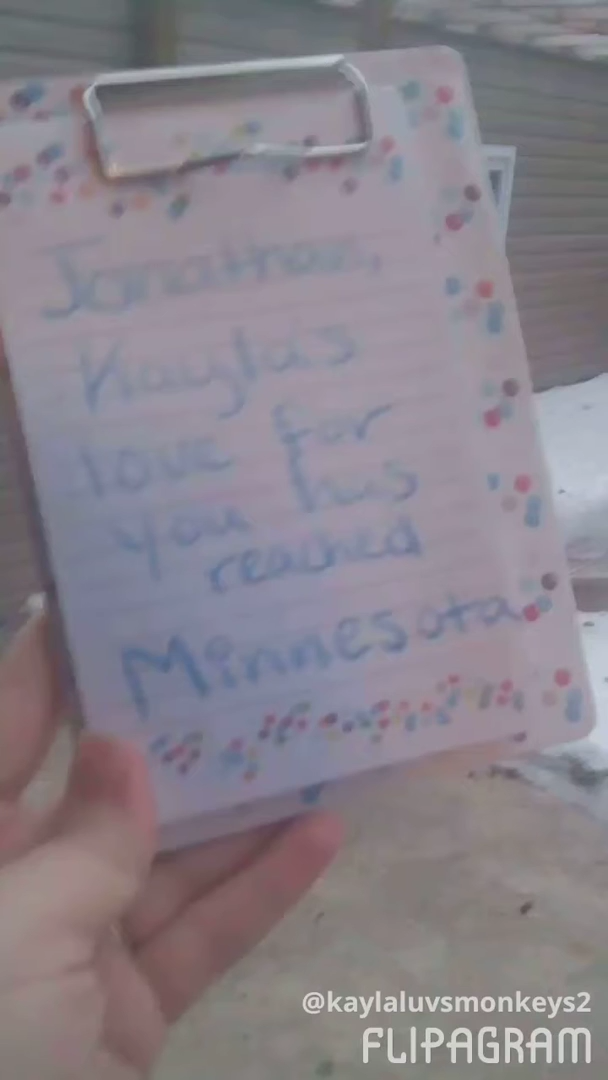 Jonathan,
Kayla's
love for
you has
reached
Minnesota
@kaylaluvsmonkeys2
FLIPAGRAM